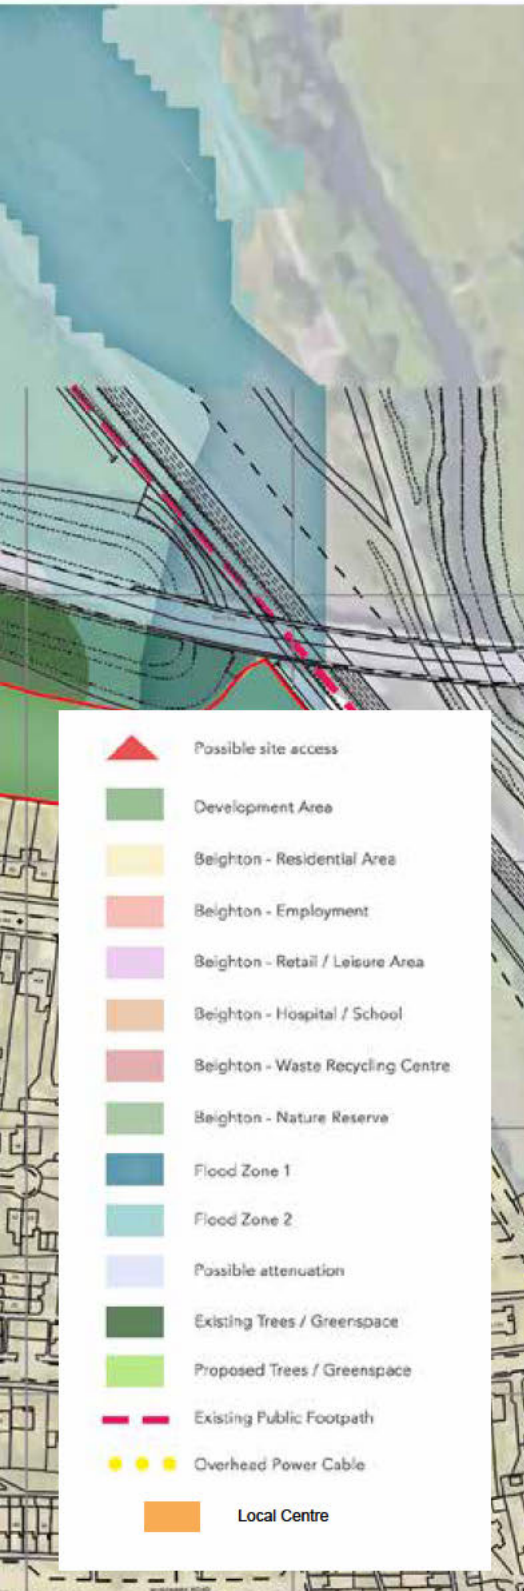 Possible site access
Development Area
Beighton - Residential Area
Beighton - Employment
Beighton - Retail / Leisure Area
Beighton - Hospital / School
Beighton - Waste Recycling Centre
Beighton - Nature Reserve
Flood Zone 1
Flood Zone 2
Possible attenuation
Existing Trees / Greenspace
Proposed Trees / Greenspace
Existing Public Footpath
Overhead Power Cable
Local Centre